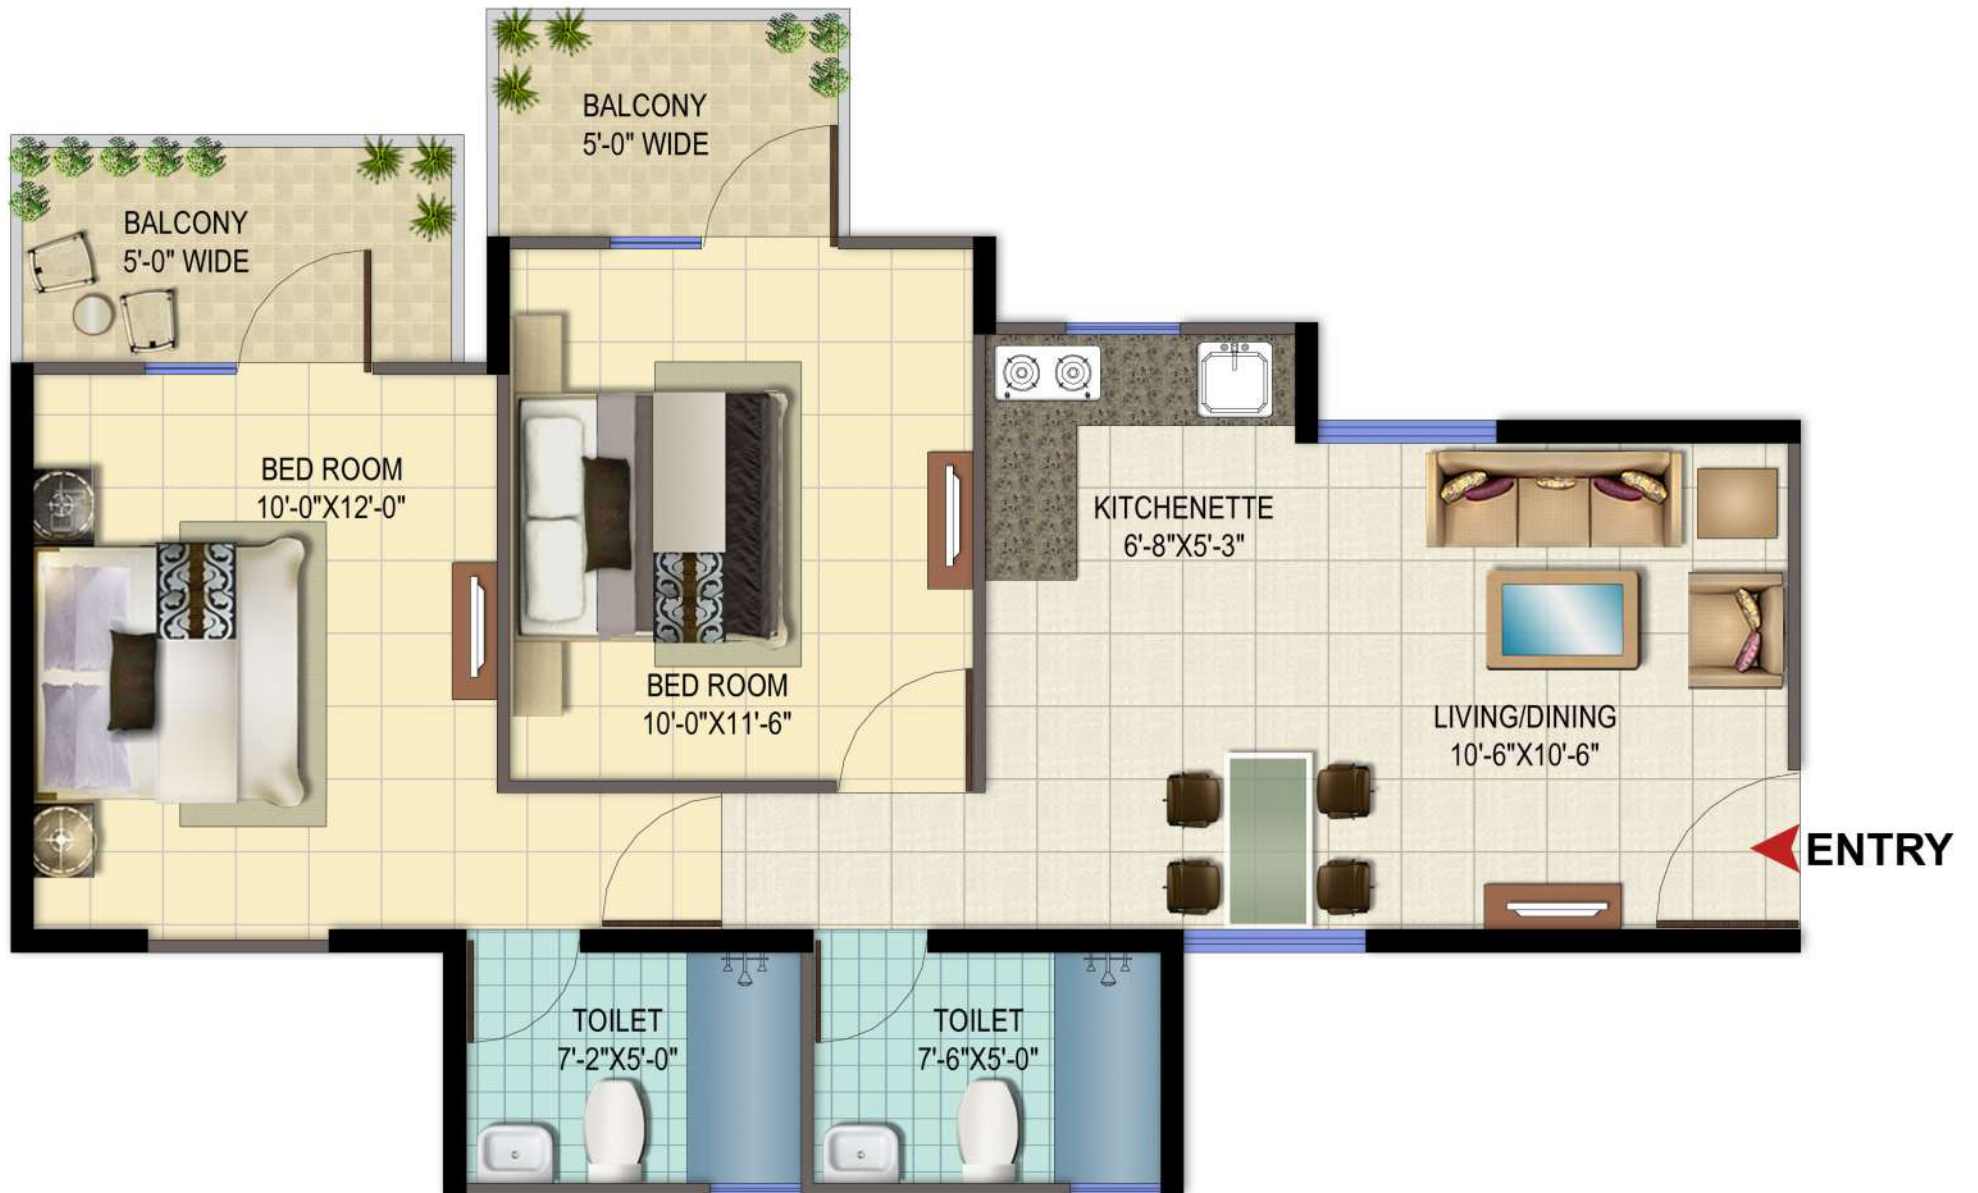 BALCONY
5'-0" WIDE
BALCONY
5'-0" WIDE
BED ROOM
10'-0"X12'-0"
KITCHENETTE
6'-8"X5'-3"
BED ROOM
10'-0"X11'-6"
LIVING/DINING
10'-6"X10'-6"
ENTRY
TOILET
7'-2"X5'-0"
TOILET
7'-6"X5'-0"